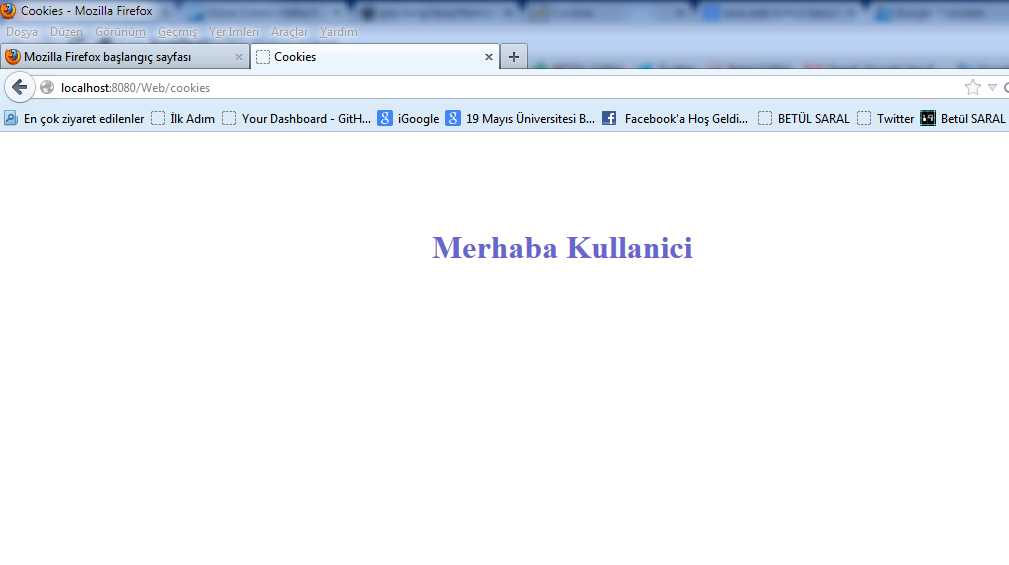 Cookies - Mozilla Firefox
Dosya Düzen Görünüm Geçmiş Yer İmleri Araçlar Yardım
Mozilla Firefox başlangıç sayfası × Cookies × +
localhost:8080/Web/cookies
En çok ziyaret edilenler İlk Adım Your Dashboard - GitH... iGoogle 19 Mayıs Üniversitesi B... Facebook'a Hoş Geldi... BETÜL SARAL Twitter Betül SARAL
Merhaba Kullanici